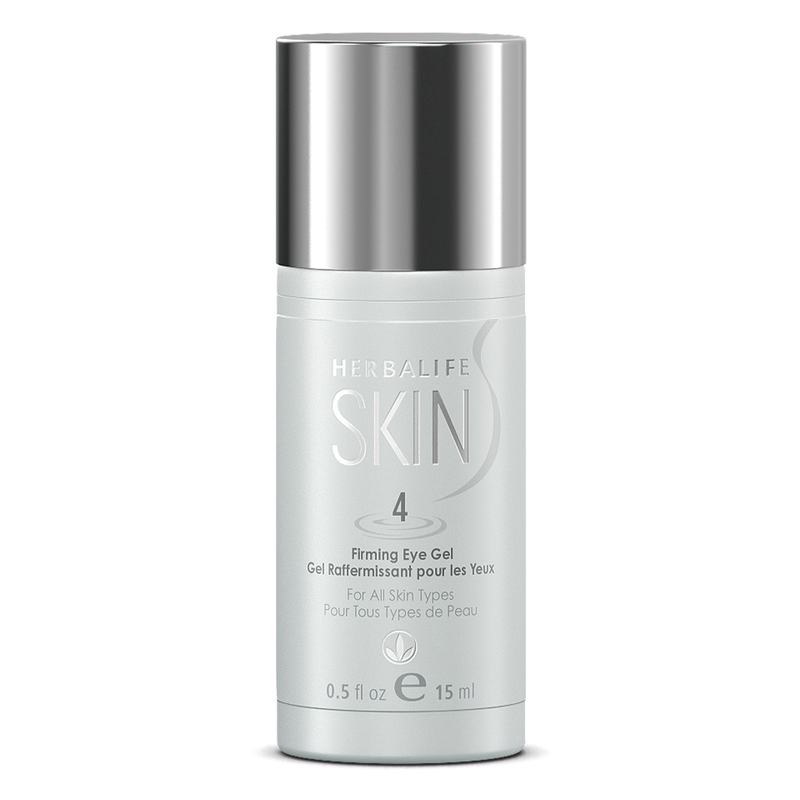 HERBALIFE
SKIN
4
Firming Eye Gel
Gel Raffermissant pour les Yeux
For All Skin Types
Pour Tous Types de Peau
0.5 fl oz ℮ 15 ml